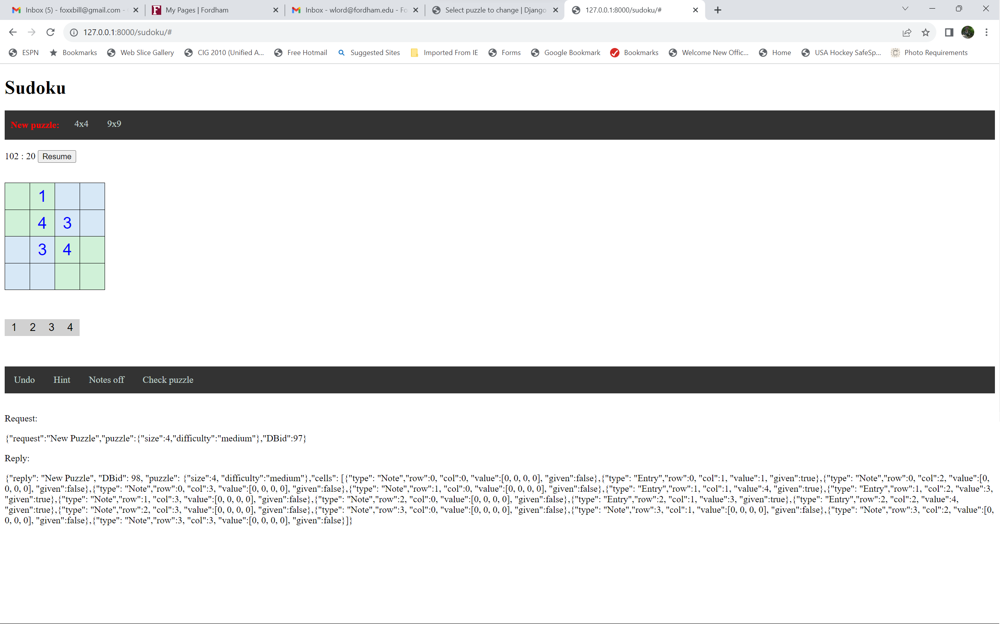 Inbox (5) - foxxbill@gmail.com -
My Pages | Fordham
Inbox - wlord@fordham.edu - Fo
Select puzzle to change | Django
127.0.0.1:8000/sudoku/#
127.0.0.1:8000/sudoku/#
ESPN Bookmarks Web Slice Gallery CIG 2010 (Unified A... Free Hotmail Suggested Sites Imported From IE Forms Google Bookmark Bookmarks Welcome New Offic... Home USA Hockey SafeSp... Photo Requirements
Sudoku
New puzzle: 4x4 9x9
102 : 20 Resume
1
4 3
3 4
1 2 3 4
Undo Hint Notes off Check puzzle
Request:
{"request":"New Puzzle","puzzle":{"size":4,"difficulty":"medium"},"DBid":97}
Reply:
{"reply": "New Puzzle", "DBid": 98, "puzzle": {"size":4, "difficulty":"medium"},"cells": [{"type": "Note","row":0, "col":0, "value":[0, 0, 0, 0], "given":false},{"type": "Entry","row":0, "col":1, "value":1, "given":true},{"type": "Note","row":0, "col":2, "value":[0,
0, 0, 0], "given":false},{"type": "Note","row":0, "col":3, "value":[0, 0, 0, 0], "given":false},{"type": "Note","row":1, "col":0, "value":[0, 0, 0, 0], "given":false},{"type": "Entry","row":1, "col":1, "value":4, "given":true},{"type": "Entry","row":1, "col":2, "value":3,
"given":true},{"type": "Note","row":1, "col":3, "value":[0, 0, 0, 0], "given":false},{"type": "Note","row":2, "col":0, "value":[0, 0, 0, 0], "given":false},{"type": "Entry","row":2, "col":1, "value":3, "given":true},{"type": "Entry","row":2, "col":2, "value":4,
"given":true},{"type": "Note","row":2, "col":3, "value":[0, 0, 0, 0], "given":false},{"type": "Note","row":3, "col":0, "value":[0, 0, 0, 0], "given":false},{"type": "Note","row":3, "col":1, "value":[0, 0, 0, 0], "given":false},{"type": "Note","row":3, "col":2, "value":[0,
0, 0, 0], "given":false},{"type": "Note","row":3, "col":3, "value":[0, 0, 0, 0], "given":false}]}